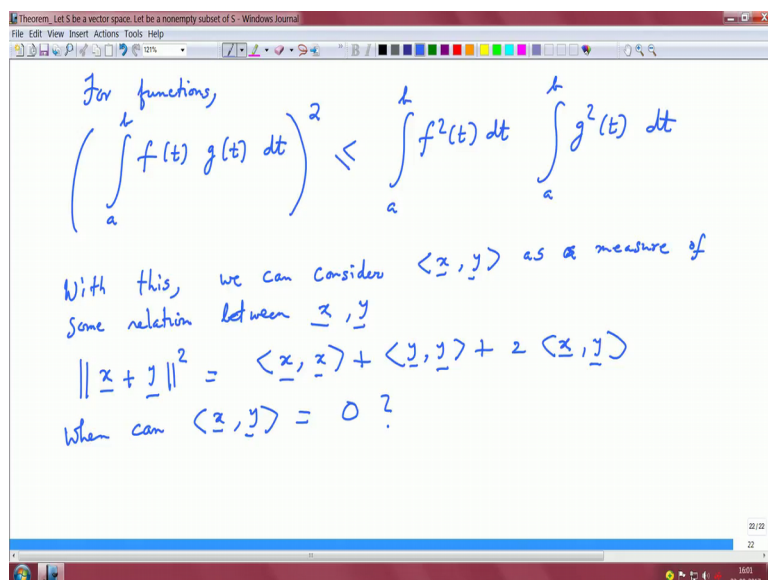 Theorem_Let S be a vector space. Let be a nonempty subset of S - Windows Journal
File Edit View Insert Actions Tools Help
121%
For functions,
( ∫_a^b f(t) g(t) dt )^2 ≤ ∫_a^b f^2(t) dt ∫_a^b g^2(t) dt
With this, we can consider <x, y> as a measure of
some relation between x, y
||x + y||^2 = <x, x> + <y, y> + 2 <x, y>
When can <x, y> = 0 ?
22/22
22
16:01